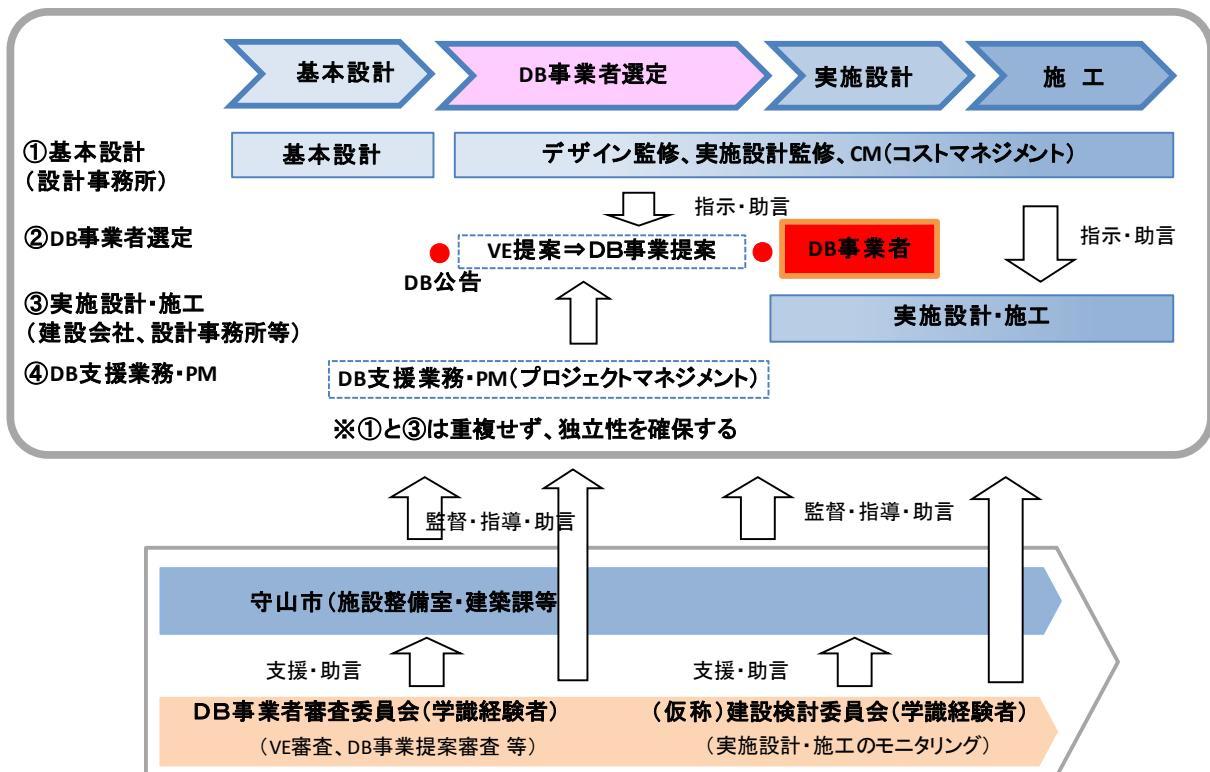 基本設計
DB事業者選定
実施設計
施 工
①基本設計
(設計事務所)
基本設計
デザイン監修、実施設計監修、CM(コストマネジメント)
指示・助言
②DB事業者選定
VE提案⇒DB事業提案
DB事業者
指示・助言
DB公告
③実施設計・施工
(建設会社、設計事務所等)
実施設計・施工
④DB支援業務・PM
DB支援業務・PM(プロジェクトマネジメント)
※①と③は重複せず、独立性を確保する
監督・指導・助言
監督・指導・助言
守山市(施設整備室・建築課等
支援・助言
支援・助言
DB事業者審査委員会(学識経験者)
(仮称)建設検討委員会(学識経験者)
(VE審査、DB事業提案審査 等)
(実施設計・施工のモニタリング)